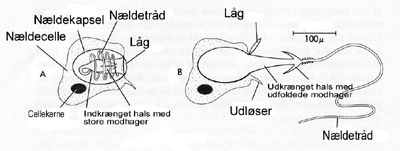 Nældekapsel
Nældetråd
Nældecelle
Låg
A
Cellekerne
Indkrænget hals med
store modhager
Låg
100µ
B
Udkrænget hals med
udfoldede modhager
Udløser
Nældetråd